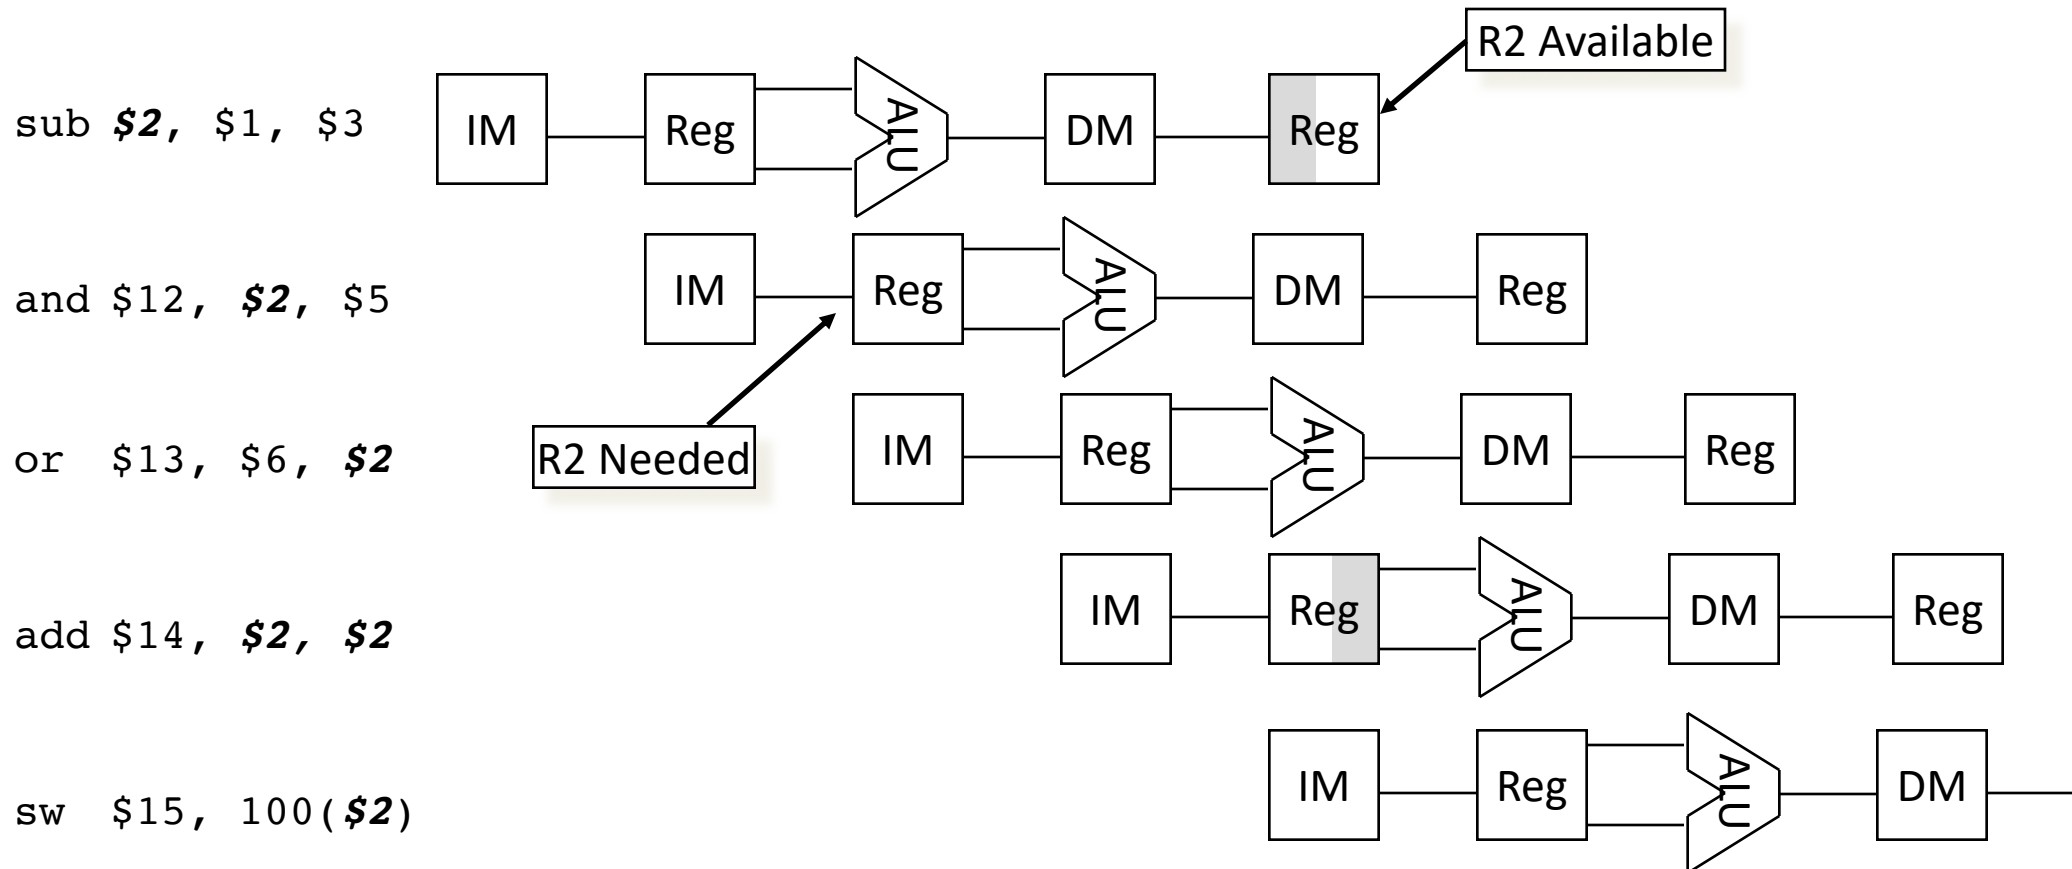 R2 Available
sub $2, $1, $3 IM Reg ALU DM Reg
and $12, $2, $5 IM Reg ALU DM Reg
R2 Needed
or $13, $6, $2 IM Reg ALU DM Reg
add $14, $2, $2 IM Reg ALU DM Reg
sw $15, 100($2) IM Reg ALU DM